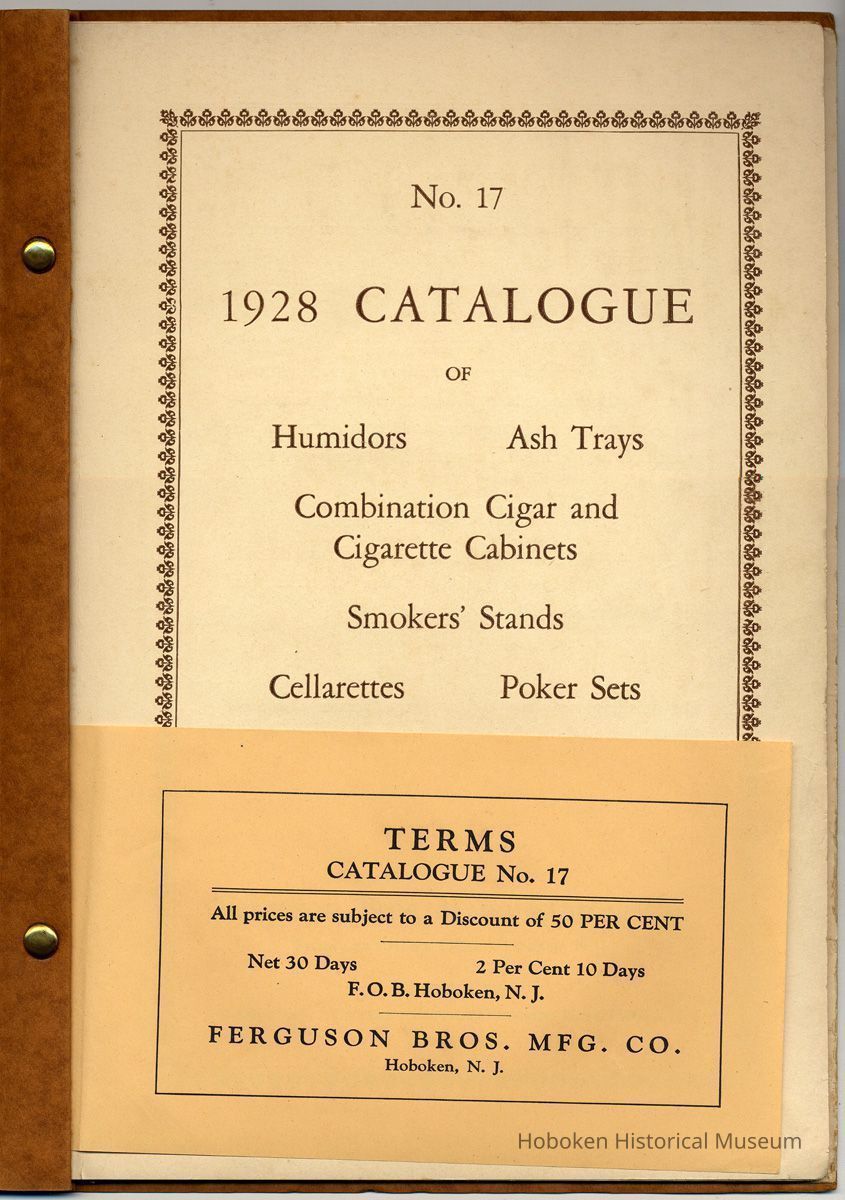 No. 17
1928 CATALOGUE
OF
Humidors Ash Trays
Combination Cigar and
Cigarette Cabinets
Smokers' Stands
Cellarettes Poker Sets
TERMS
CATALOGUE No. 17
All prices are subject to a Discount of 50 PER CENT
Net 30 Days 2 Per Cent 10 Days
F. O. B. Hoboken, N. J.
FERGUSON BROS. MFG. CO.
Hoboken, N. J.
Hoboken Historical Museum